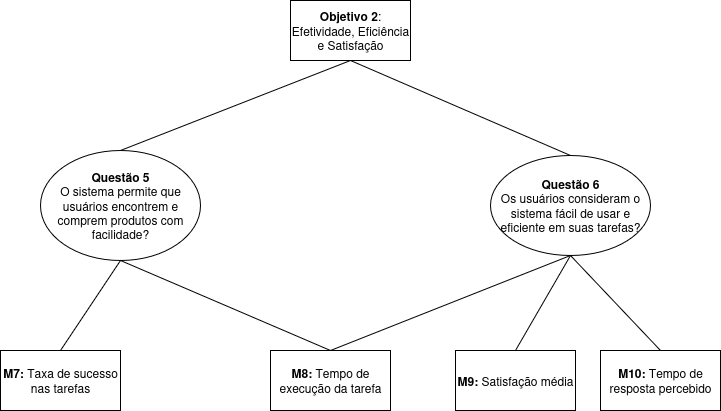 Objetivo 2:
Efetividade, Eficiência
e Satisfação
Questão 5
O sistema permite que
usuários encontrem e
comprem produtos com
facilidade?
Questão 6
Os usuários consideram o
sistema fácil de usar e
eficiente em suas tarefas?
M7: Taxa de sucesso
nas tarefas
M8: Tempo de
execução da tarefa
M9: Satisfação média
M10: Tempo de
resposta percebido